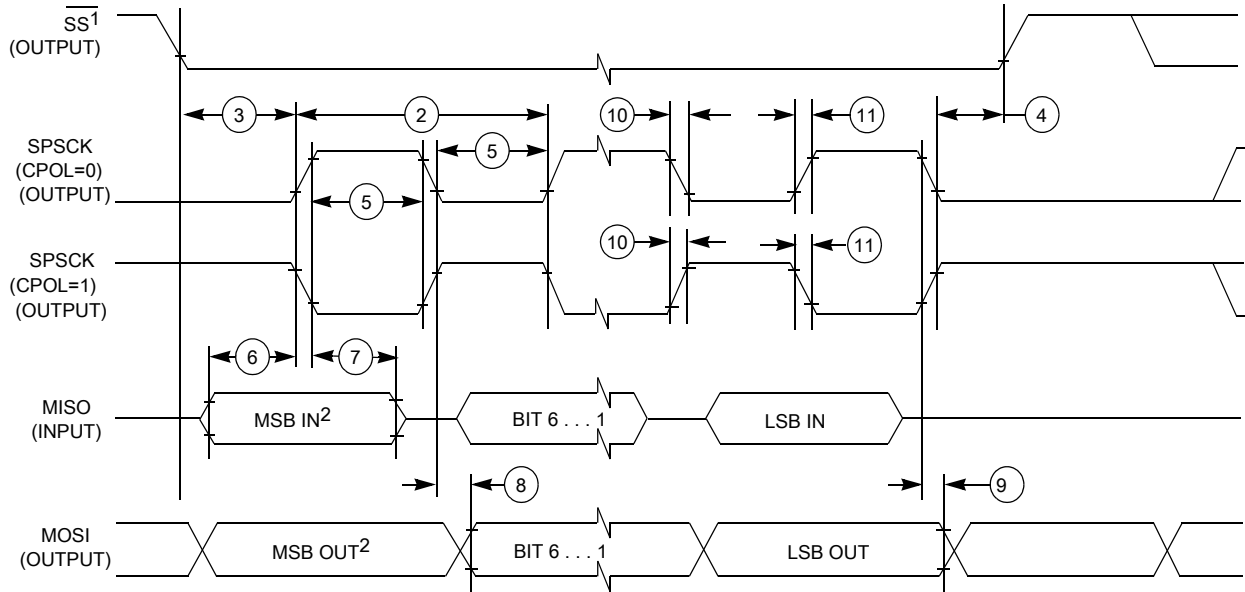 SS1
(OUTPUT)
3
2
10
11
4
SPSCK
(CPOL=0)
(OUTPUT)
5
5
10
11
SPSCK
(CPOL=1)
(OUTPUT)
6
7
MISO
(INPUT)
MSB IN2
BIT 6 . . . 1
LSB IN
8
9
MOSI
(OUTPUT)
MSB OUT2
BIT 6 . . . 1
LSB OUT